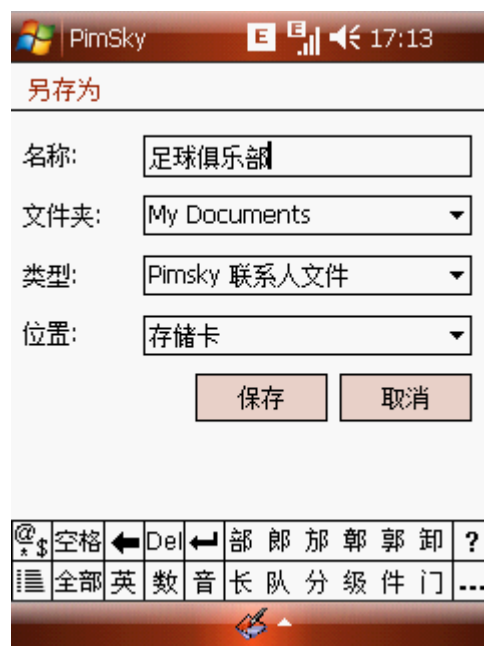 PimSky E E 17:13
另存为
名称: 足球俱乐部
文件夹: My Documents
类型: Pimsky 联系人文件
位置: 存储卡
保存 取消
@*$ 空格 Del 部 郎 邡 鄣 郭 卸 ?
全部 英 数 音 长 队 分 级 件 门 ...